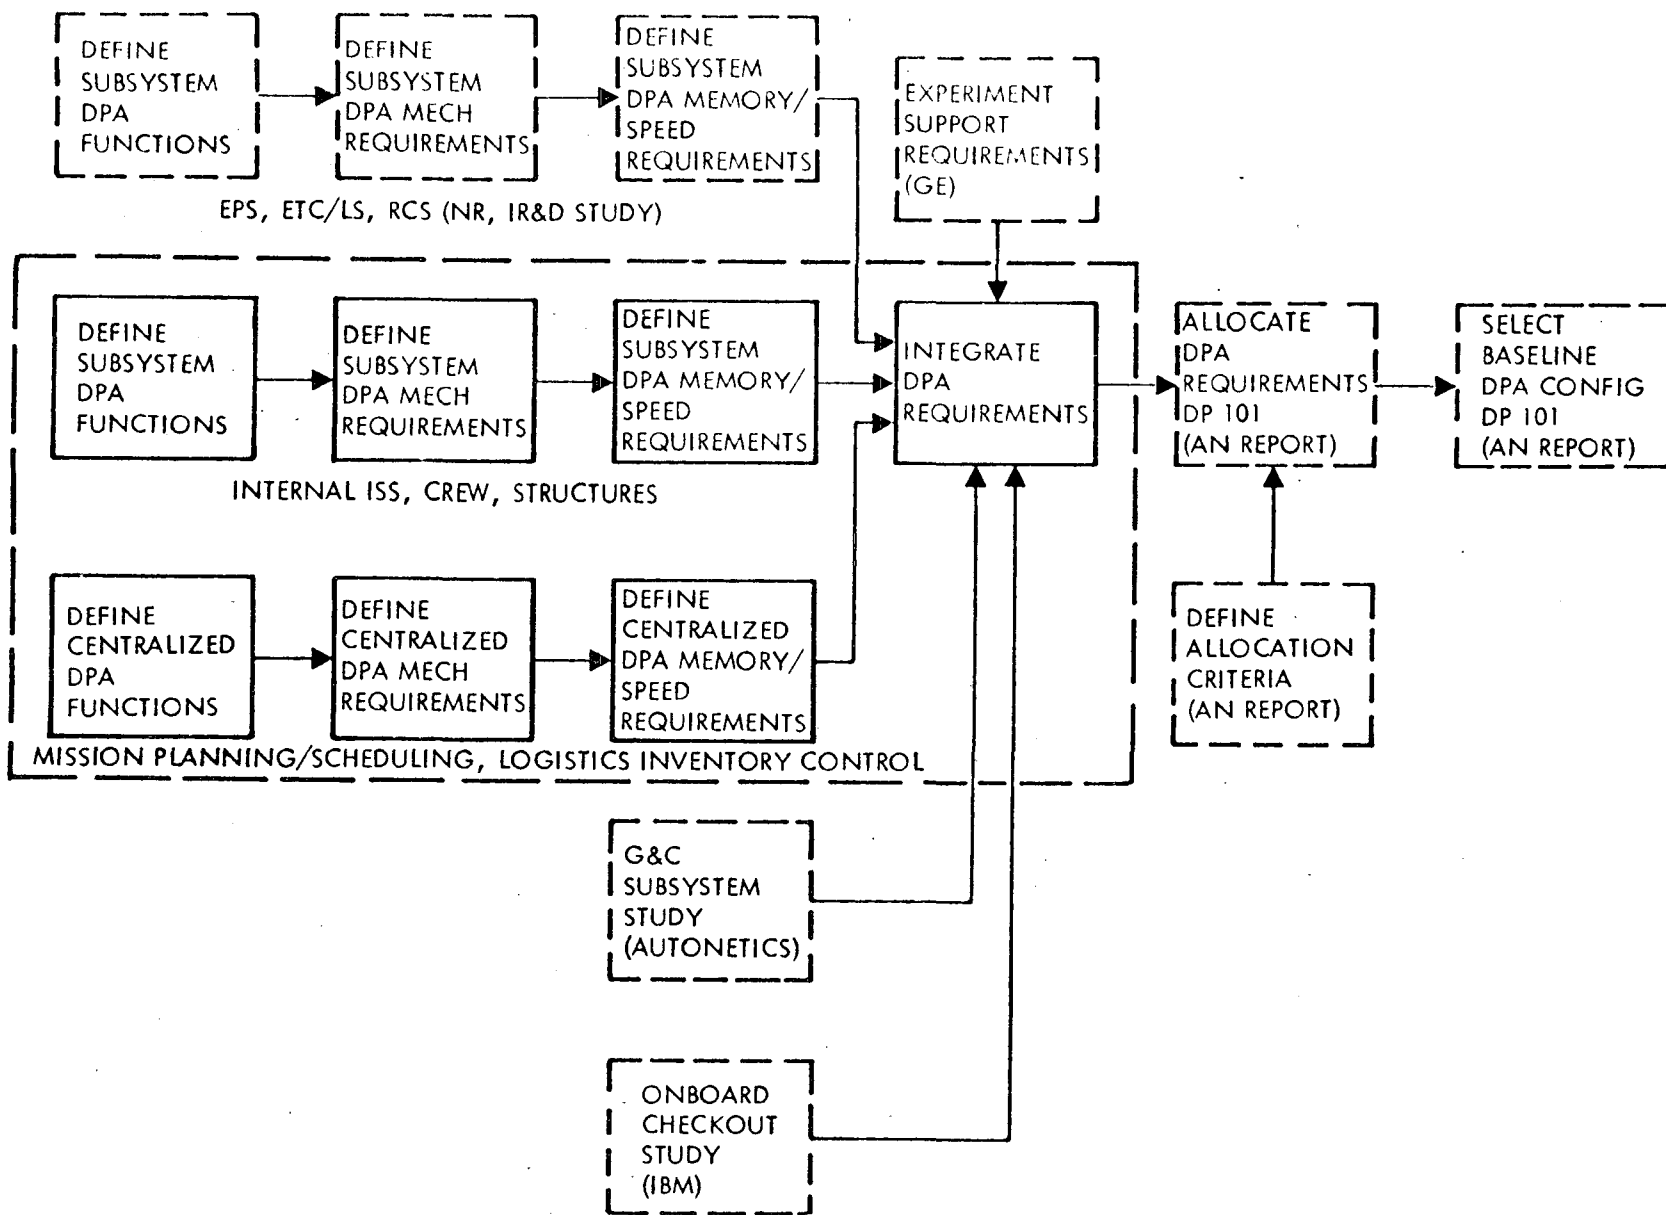 DEFINE
SUBSYSTEM
DPA
FUNCTIONS
DEFINE
SUBSYSTEM
DPA MECH
REQUIREMENTS
DEFINE
SUBSYSTEM
DPA MEMORY/
SPEED
REQUIREMENTS
EXPERIMENT
SUPPORT
REQUIREMENTS
(GE)
EPS, ETC/LS, RCS (NR, IR&D STUDY)
DEFINE
SUBSYSTEM
DPA
FUNCTIONS
DEFINE
SUBSYSTEM
DPA MECH
REQUIREMENTS
DEFINE
SUBSYSTEM
DPA MEMORY/
SPEED
REQUIREMENTS
INTEGRATE
DPA
REQUIREMENTS
ALLOCATE
DPA
REQUIREMENTS
DP 101
(AN REPORT)
SELECT
BASELINE
DPA CONFIG
DP 101
(AN REPORT)
INTERNAL ISS, CREW, STRUCTURES
DEFINE
CENTRALIZED
DPA
FUNCTIONS
DEFINE
CENTRALIZED
DPA MECH
REQUIREMENTS
DEFINE
CENTRALIZED
DPA MEMORY/
SPEED
REQUIREMENTS
DEFINE
ALLOCATION
CRITERIA
(AN REPORT)
MISSION PLANNING/SCHEDULING, LOGISTICS INVENTORY CONTROL
G&C
SUBSYSTEM
STUDY
(AUTONETICS)
ONBOARD
CHECKOUT
STUDY
(IBM)